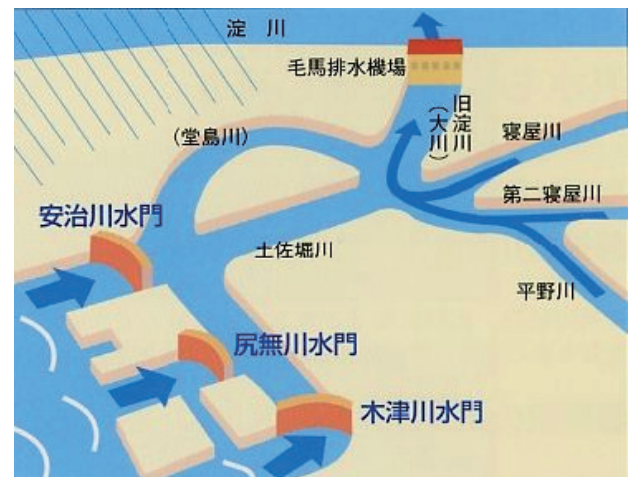 淀 川
毛馬排水機場
旧淀川
(大川)
(堂島川)
寝屋川
第二寝屋川
安治川水門
土佐堀川
平野川
尻無川水門
木津川水門